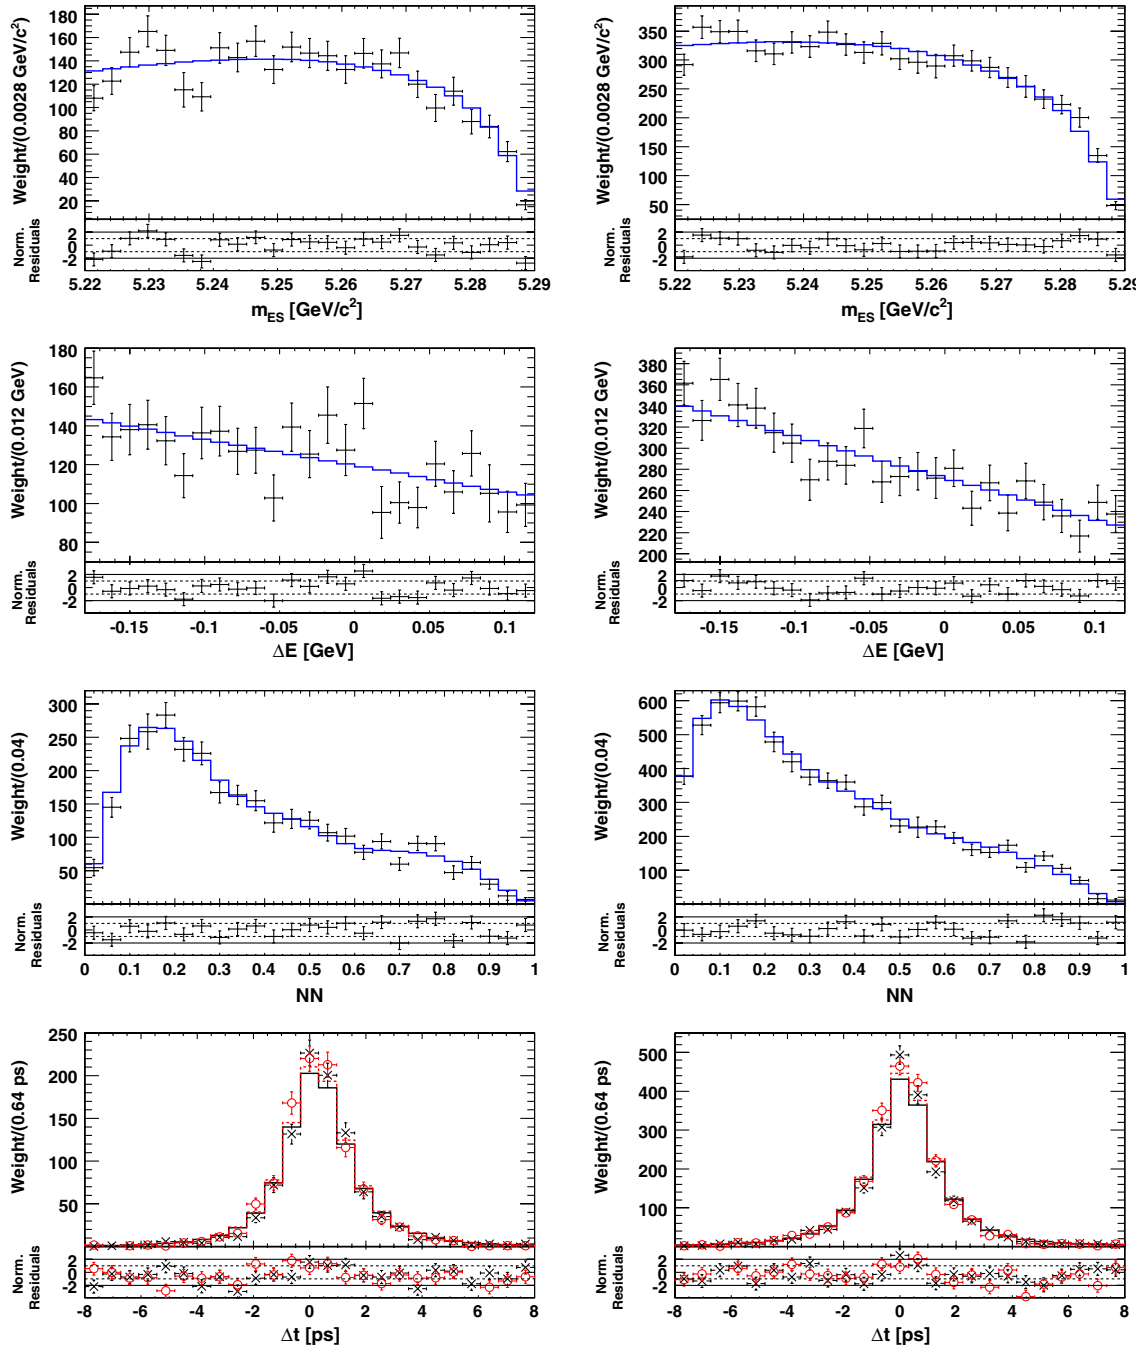 Weight/(0.0028 GeV/c²)
180
160
140
120
100
80
60
40
20
Norm.
Residuals
2
0
-2
5.22 5.23 5.24 5.25 5.26 5.27 5.28 5.29
m_ES [GeV/c²]
Weight/(0.0028 GeV/c²)
350
300
250
200
150
100
50
Norm.
Residuals
2
0
-2
5.22 5.23 5.24 5.25 5.26 5.27 5.28 5.29
m_ES [GeV/c²]
Weight/(0.012 GeV)
180
160
140
120
100
80
Norm.
Residuals
2
0
-2
-0.15 -0.1 -0.05 0 0.05 0.1
ΔE [GeV]
Weight/(0.012 GeV)
380
360
340
320
300
280
260
240
220
200
Norm.
Residuals
2
0
-2
-0.15 -0.1 -0.05 0 0.05 0.1
ΔE [GeV]
Weight/(0.04)
300
250
200
150
100
50
Norm.
Residuals
2
0
-2
0 0.1 0.2 0.3 0.4 0.5 0.6 0.7 0.8 0.9 1
NN
Weight/(0.04)
600
500
400
300
200
100
Norm.
Residuals
2
0
-2
0 0.1 0.2 0.3 0.4 0.5 0.6 0.7 0.8 0.9 1
NN
Weight/(0.64 ps)
250
200
150
100
50
Norm.
Residuals
2
0
-2
-8 -6 -4 -2 0 2 4 6 8
Δt [ps]
Weight/(0.64 ps)
500
400
300
200
100
Norm.
Residuals
2
0
-2
-8 -6 -4 -2 0 2 4 6 8
Δt [ps]